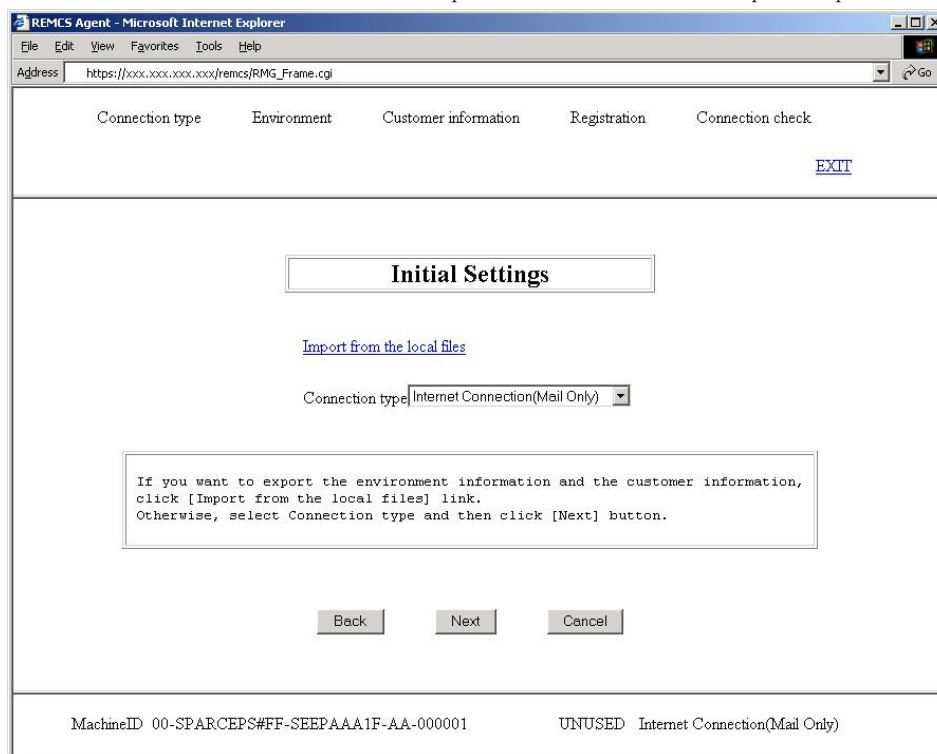 REMCS Agent - Microsoft Internet Explorer
File Edit View Favorites Tools Help
Address https://xxx.xxx.xxx.xxx/remcs/RMG_Frame.cgi Go
Connection type Environment Customer information Registration Connection check
EXIT
Initial Settings
Import from the local files
Connection type Internet Connection(Mail Only)
If you want to export the environment information and the customer information,
click [Import from the local files] link.
Otherwise, select Connection type and then click [Next] button.
Back Next Cancel
MachineID 00-SPARCEPS#FF-SEEPAAA1F-AA-000001 UNUSED Internet Connection(Mail Only)